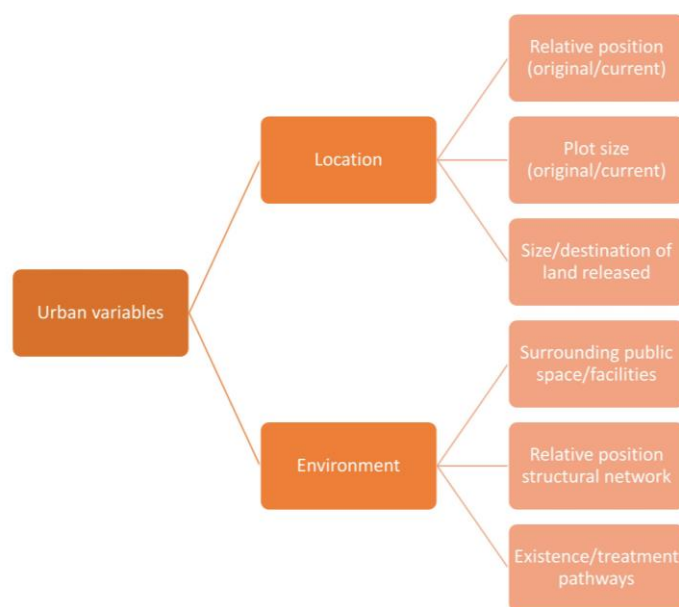 Urban variables
Location
Relative position
(original/current)
Plot size
(original/current)
Size/destination of
land released
Environment
Surrounding public
space/facilities
Relative position
structural network
Existence/treatment
pathways